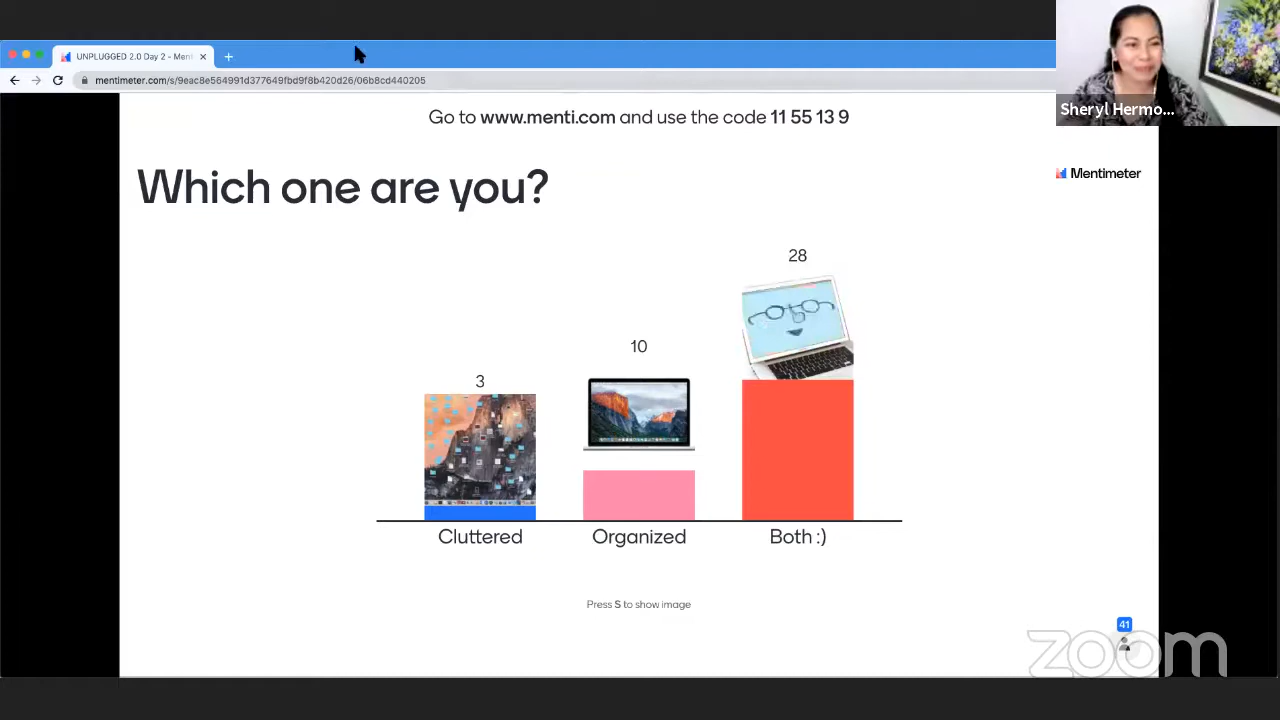 UNPLUGGED 2.0 Day 2 - Menti
mentimeter.com/s/9eac8e564991d377649fbd9f8b420d26/06b8cd440205
Sheryl Hermo...
Go to www.menti.com and use the code 11 55 13 9
Mentimeter
Which one are you?
28
10
3
Cluttered Organized Both :)
Press S to show image
41
zoom